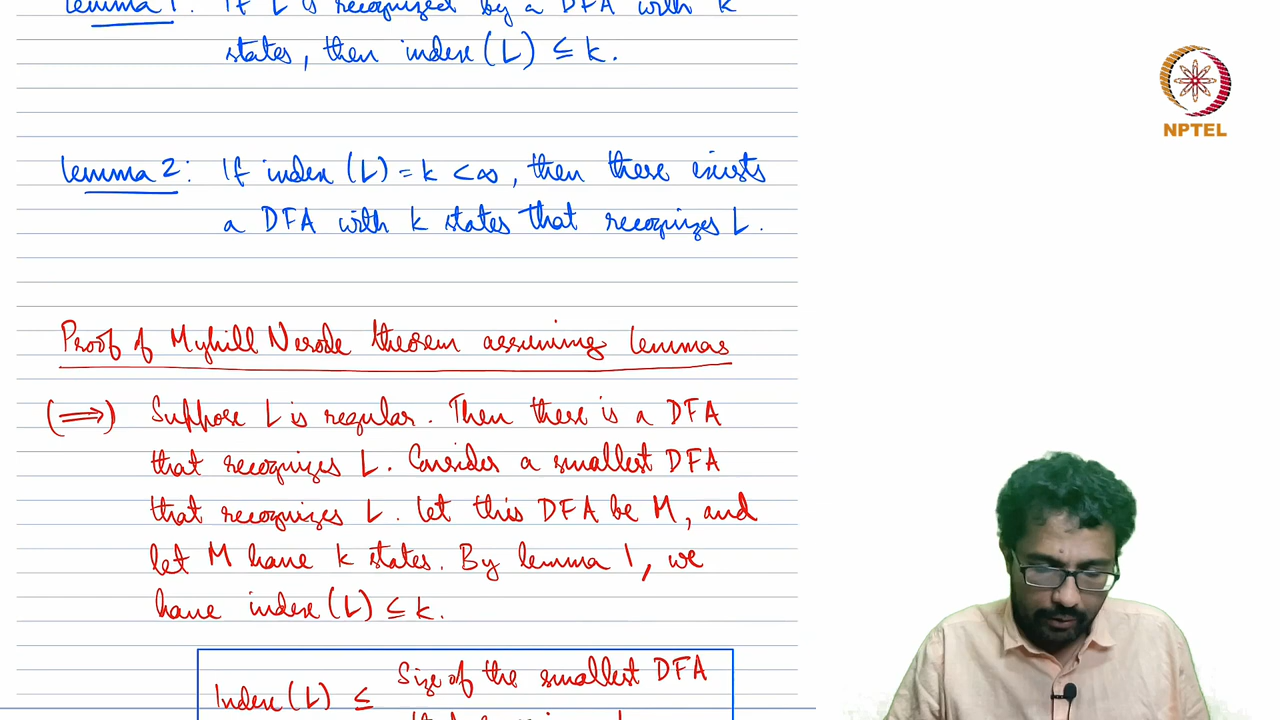 Lemma 1: If L is recognized by a DFA with k
states, then index (L) ≤ k.
NPTEL
Lemma 2: If index (L) = k < ∞, then there exists
a DFA with k states that recognizes L.
Proof of Myhill Nerode theorem assuming lemmas
(⟹) Suppose L is regular. Then there is a DFA
that recognizes L. Consider a smallest DFA
that recognizes L. Let this DFA be M, and
let M have k states. By lemma 1, we
have index (L) ≤ k.
Index (L) ≤ Size of the smallest DFA